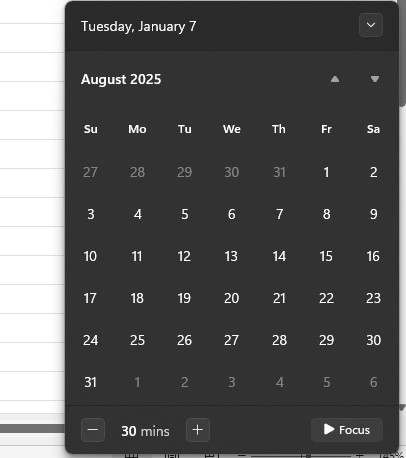 Tuesday, January 7
August 2025
Su Mo Tu We Th Fr Sa
27 28 29 30 31 1 2
3 4 5 6 7 8 9
10 11 12 13 14 15 16
17 18 19 20 21 22 23
24 25 26 27 28 29 30
31 1 2 3 4 5 6
30 mins Focus